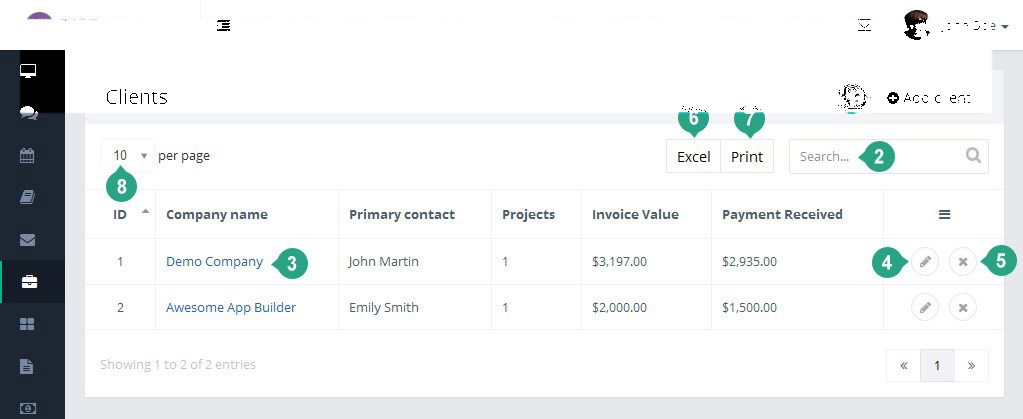 John Doe
Clients
Add client
6
7
10
per page
Excel
Print
Search...
2
8
ID
Company name
Primary contact
Projects
Invoice Value
Payment Received
1
Demo Company
3
John Martin
1
$3,197.00
$2,935.00
4
5
2
Awesome App Builder
Emily Smith
1
$2,000.00
$1,500.00
Showing 1 to 2 of 2 entries
«
1
»